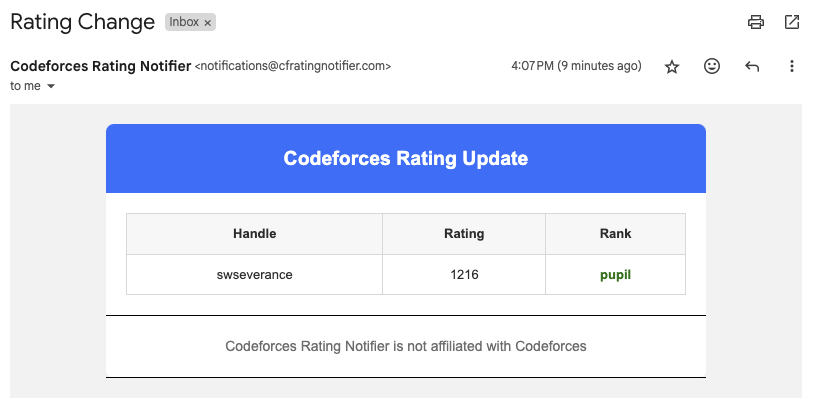 Rating Change Inbox ×
Codeforces Rating Notifier <notifications@cfratingnotifier.com> 4:07 PM (9 minutes ago)
to me
Codeforces Rating Update
Handle Rating Rank
swseverance 1216 pupil
Codeforces Rating Notifier is not affiliated with Codeforces